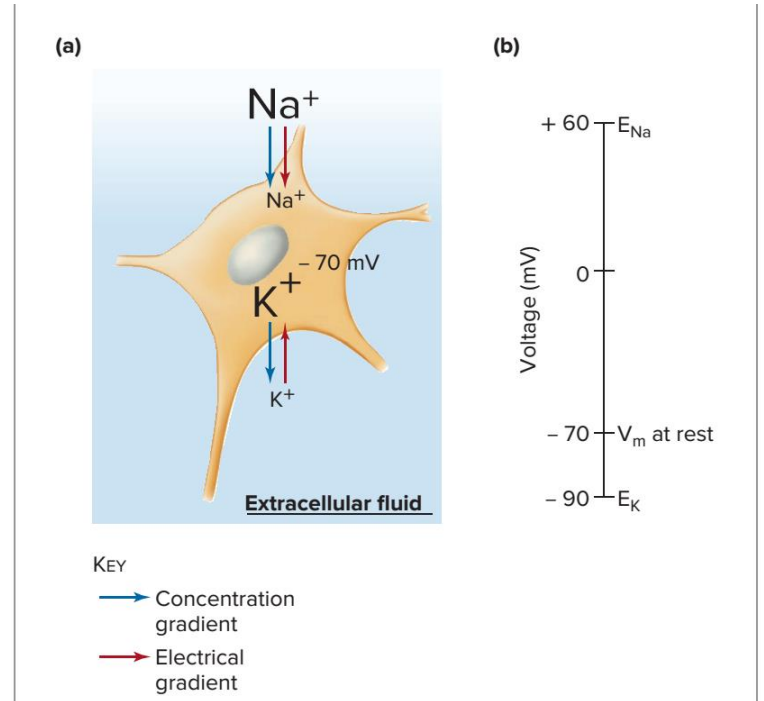 (a)
Na+
Na+
– 70 mV
K+
K+
Extracellular fluid
KEY
Concentration
gradient
Electrical
gradient
(b)
+ 60
ENa
0
Voltage (mV)
– 70
Vm at rest
– 90
EK